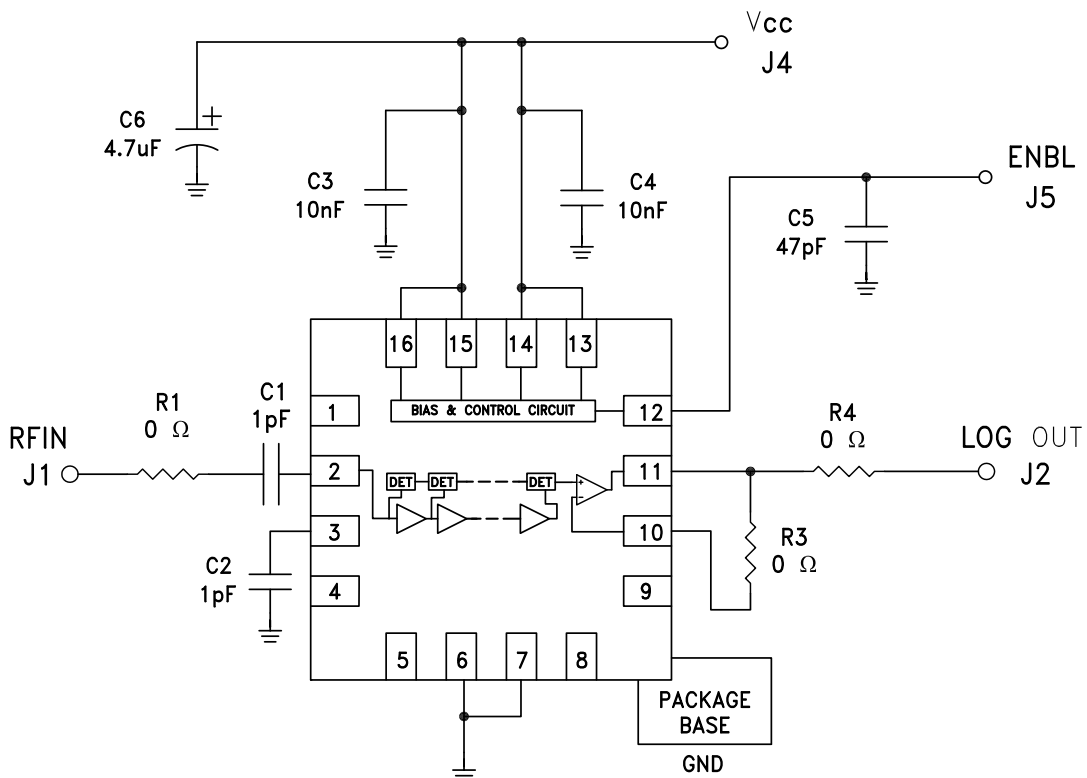 Vcc
J4
C6
4.7uF
+
C3
10nF
C4
10nF
ENBL
J5
C5
47pF
16
15
14
13
BIAS & CONTROL CIRCUIT
1
12
RFIN
J1
R1
0 Ω
C1
1pF
R4
0 Ω
LOG OUT
J2
2
11
DET
DET
DET
+
−
3
10
C2
1pF
R3
0 Ω
4
9
5
6
7
8
PACKAGE
BASE
GND